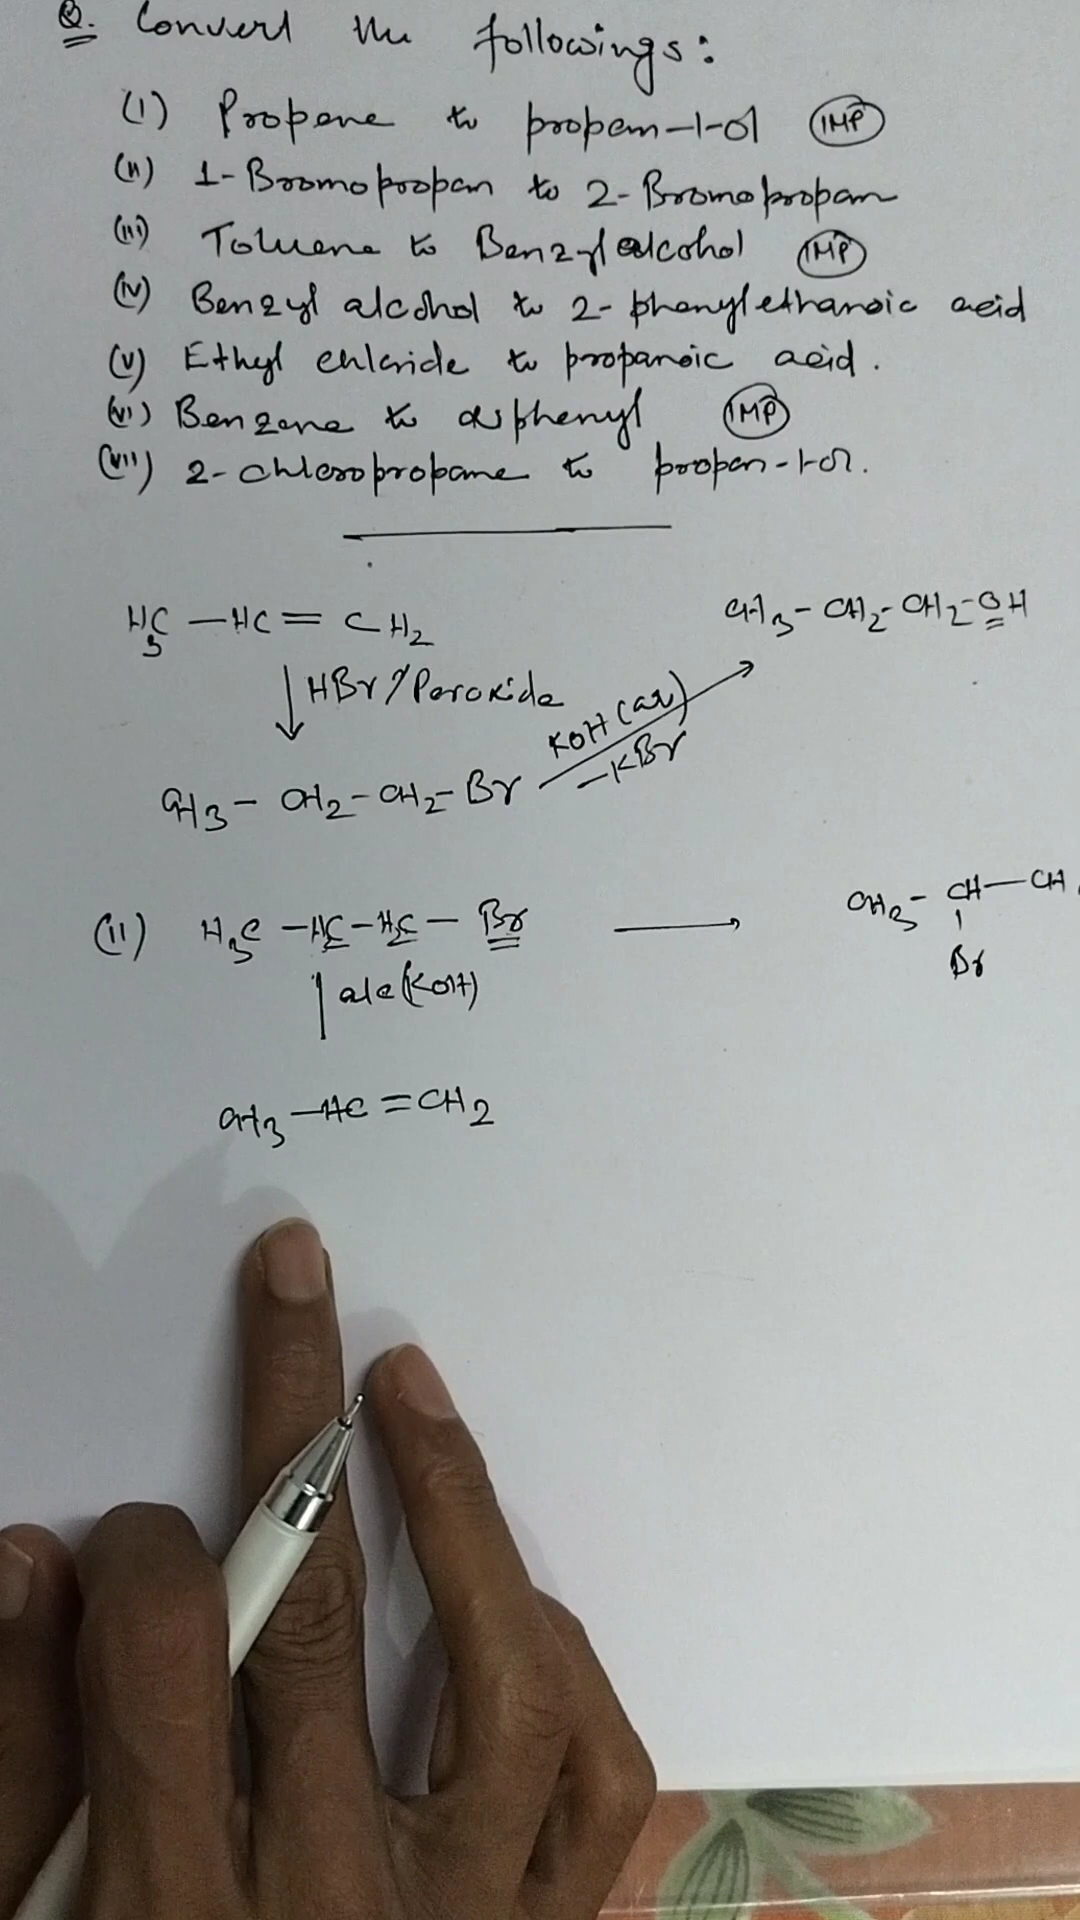 Q. Convert the followings:
(I) Propene to propan-1-ol (IMP)
(II) 1-Bromopropan to 2-Bromopropan
(III) Toluene to Benzyl alcohol (IMP)
(IV) Benzyl alcohol to 2-phenylethanoic acid
(V) Ethyl chloride to propanoic acid.
(VI) Benzene to diphenyl (IMP)
(VII) 2-chloropropane to propan-1-ol.
H₃C — HC = CH₂
CH₃ - CH₂ - CH₂ - OH
HBr / Peroxide
KOH (aq)
-KBr
CH₃ - CH₂ - CH₂ - Br
(II) H₃C - H₂C - H₂C - Br → CH₃ - CH — CH
Br
alc (KOH)
CH₃ — HC = CH₂